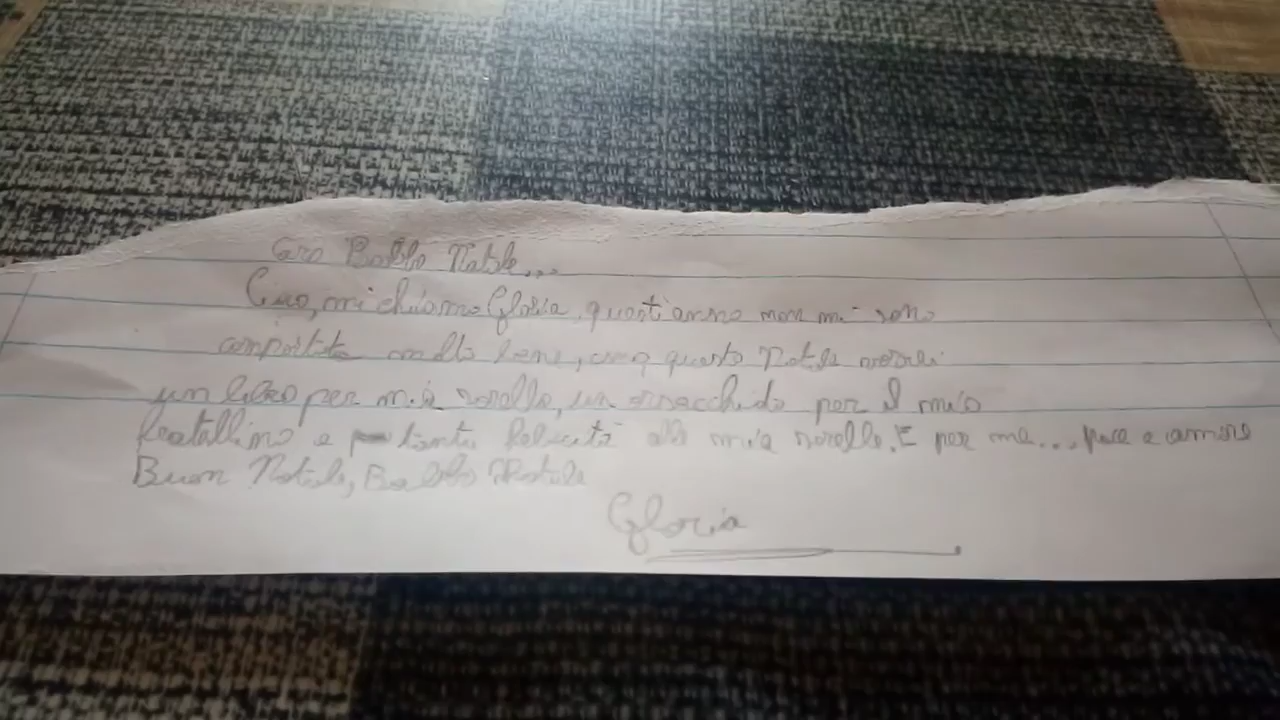 Caro Babbo Natale...
Ciao, mi chiamo Gloria, quest'anno non mi sono
comportata molto bene, questo Natale vorrei
un libro per mia sorella, un orsacchiotto per il mio
fratellino e tanta felicità alla mia sorella. E per me... pace e amore
Buon Natale, Babbo Natale
Gloria